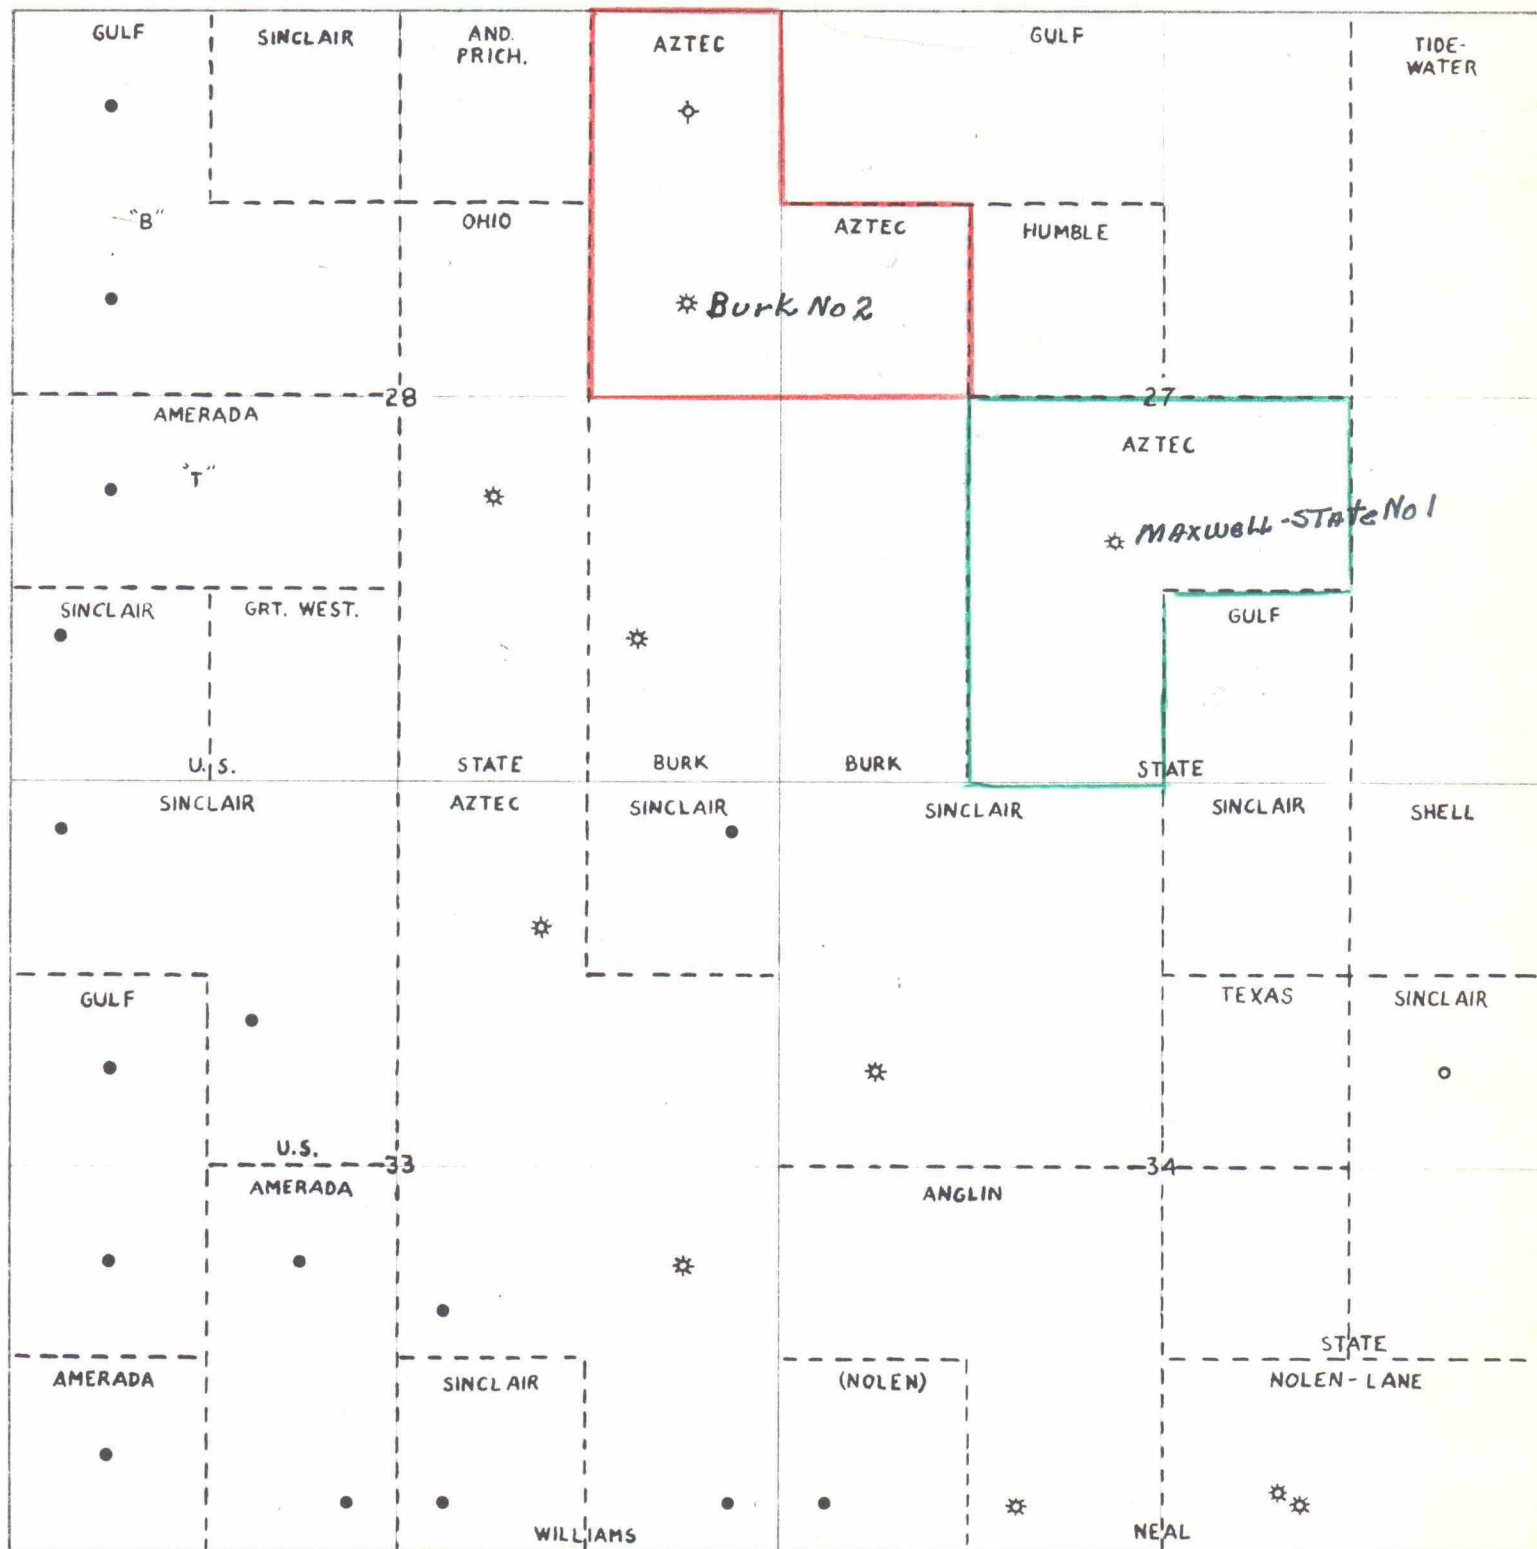 GULF
SINCLAIR
AND.
PRICH.
AZTEC
GULF
TIDE-
WATER
"B"
OHIO
AZTEC
HUMBLE
Burk No 2
28
27
AMERADA
"T"
AZTEC
MAXWELL-STATE No 1
SINCLAIR
GRT. WEST.
GULF
U.S.
STATE
BURK
BURK
STATE
SINCLAIR
AZTEC
SINCLAIR
SINCLAIR
SINCLAIR
SHELL
GULF
TEXAS
SINCLAIR
U.S.
33
34
AMERADA
ANGLIN
STATE
AMERADA
SINCLAIR
(NOLEN)
NOLEN-LANE
WILLIAMS
NEAL